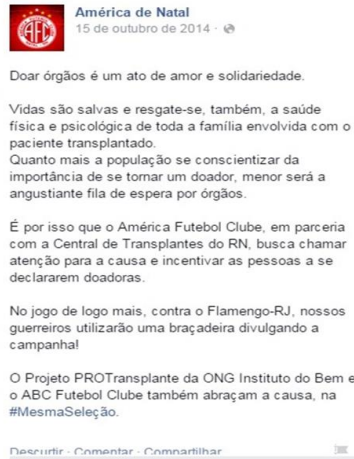 América de Natal
15 de outubro de 2014 ·
Doar órgãos é um ato de amor e solidariedade.
Vidas são salvas e resgate-se, também, a saúde
física e psicológica de toda a família envolvida com o
paciente transplantado.
Quanto mais a população se conscientizar da
importância de se tornar um doador, menor será a
angustiante fila de espera por órgãos.
É por isso que o América Futebol Clube, em parceria
com a Central de Transplantes do RN, busca chamar
atenção para a causa e incentivar as pessoas a se
declararem doadoras.
No jogo de logo mais, contra o Flamengo-RJ, nossos
guerreiros utilizarão uma braçadeira divulgando a
campanha!
O Projeto PROTransplante da ONG Instituto do Bem e
o ABC Futebol Clube também abraçam a causa, na
#MesmaSeleção.
Descurtir · Comentar · Compartilhar